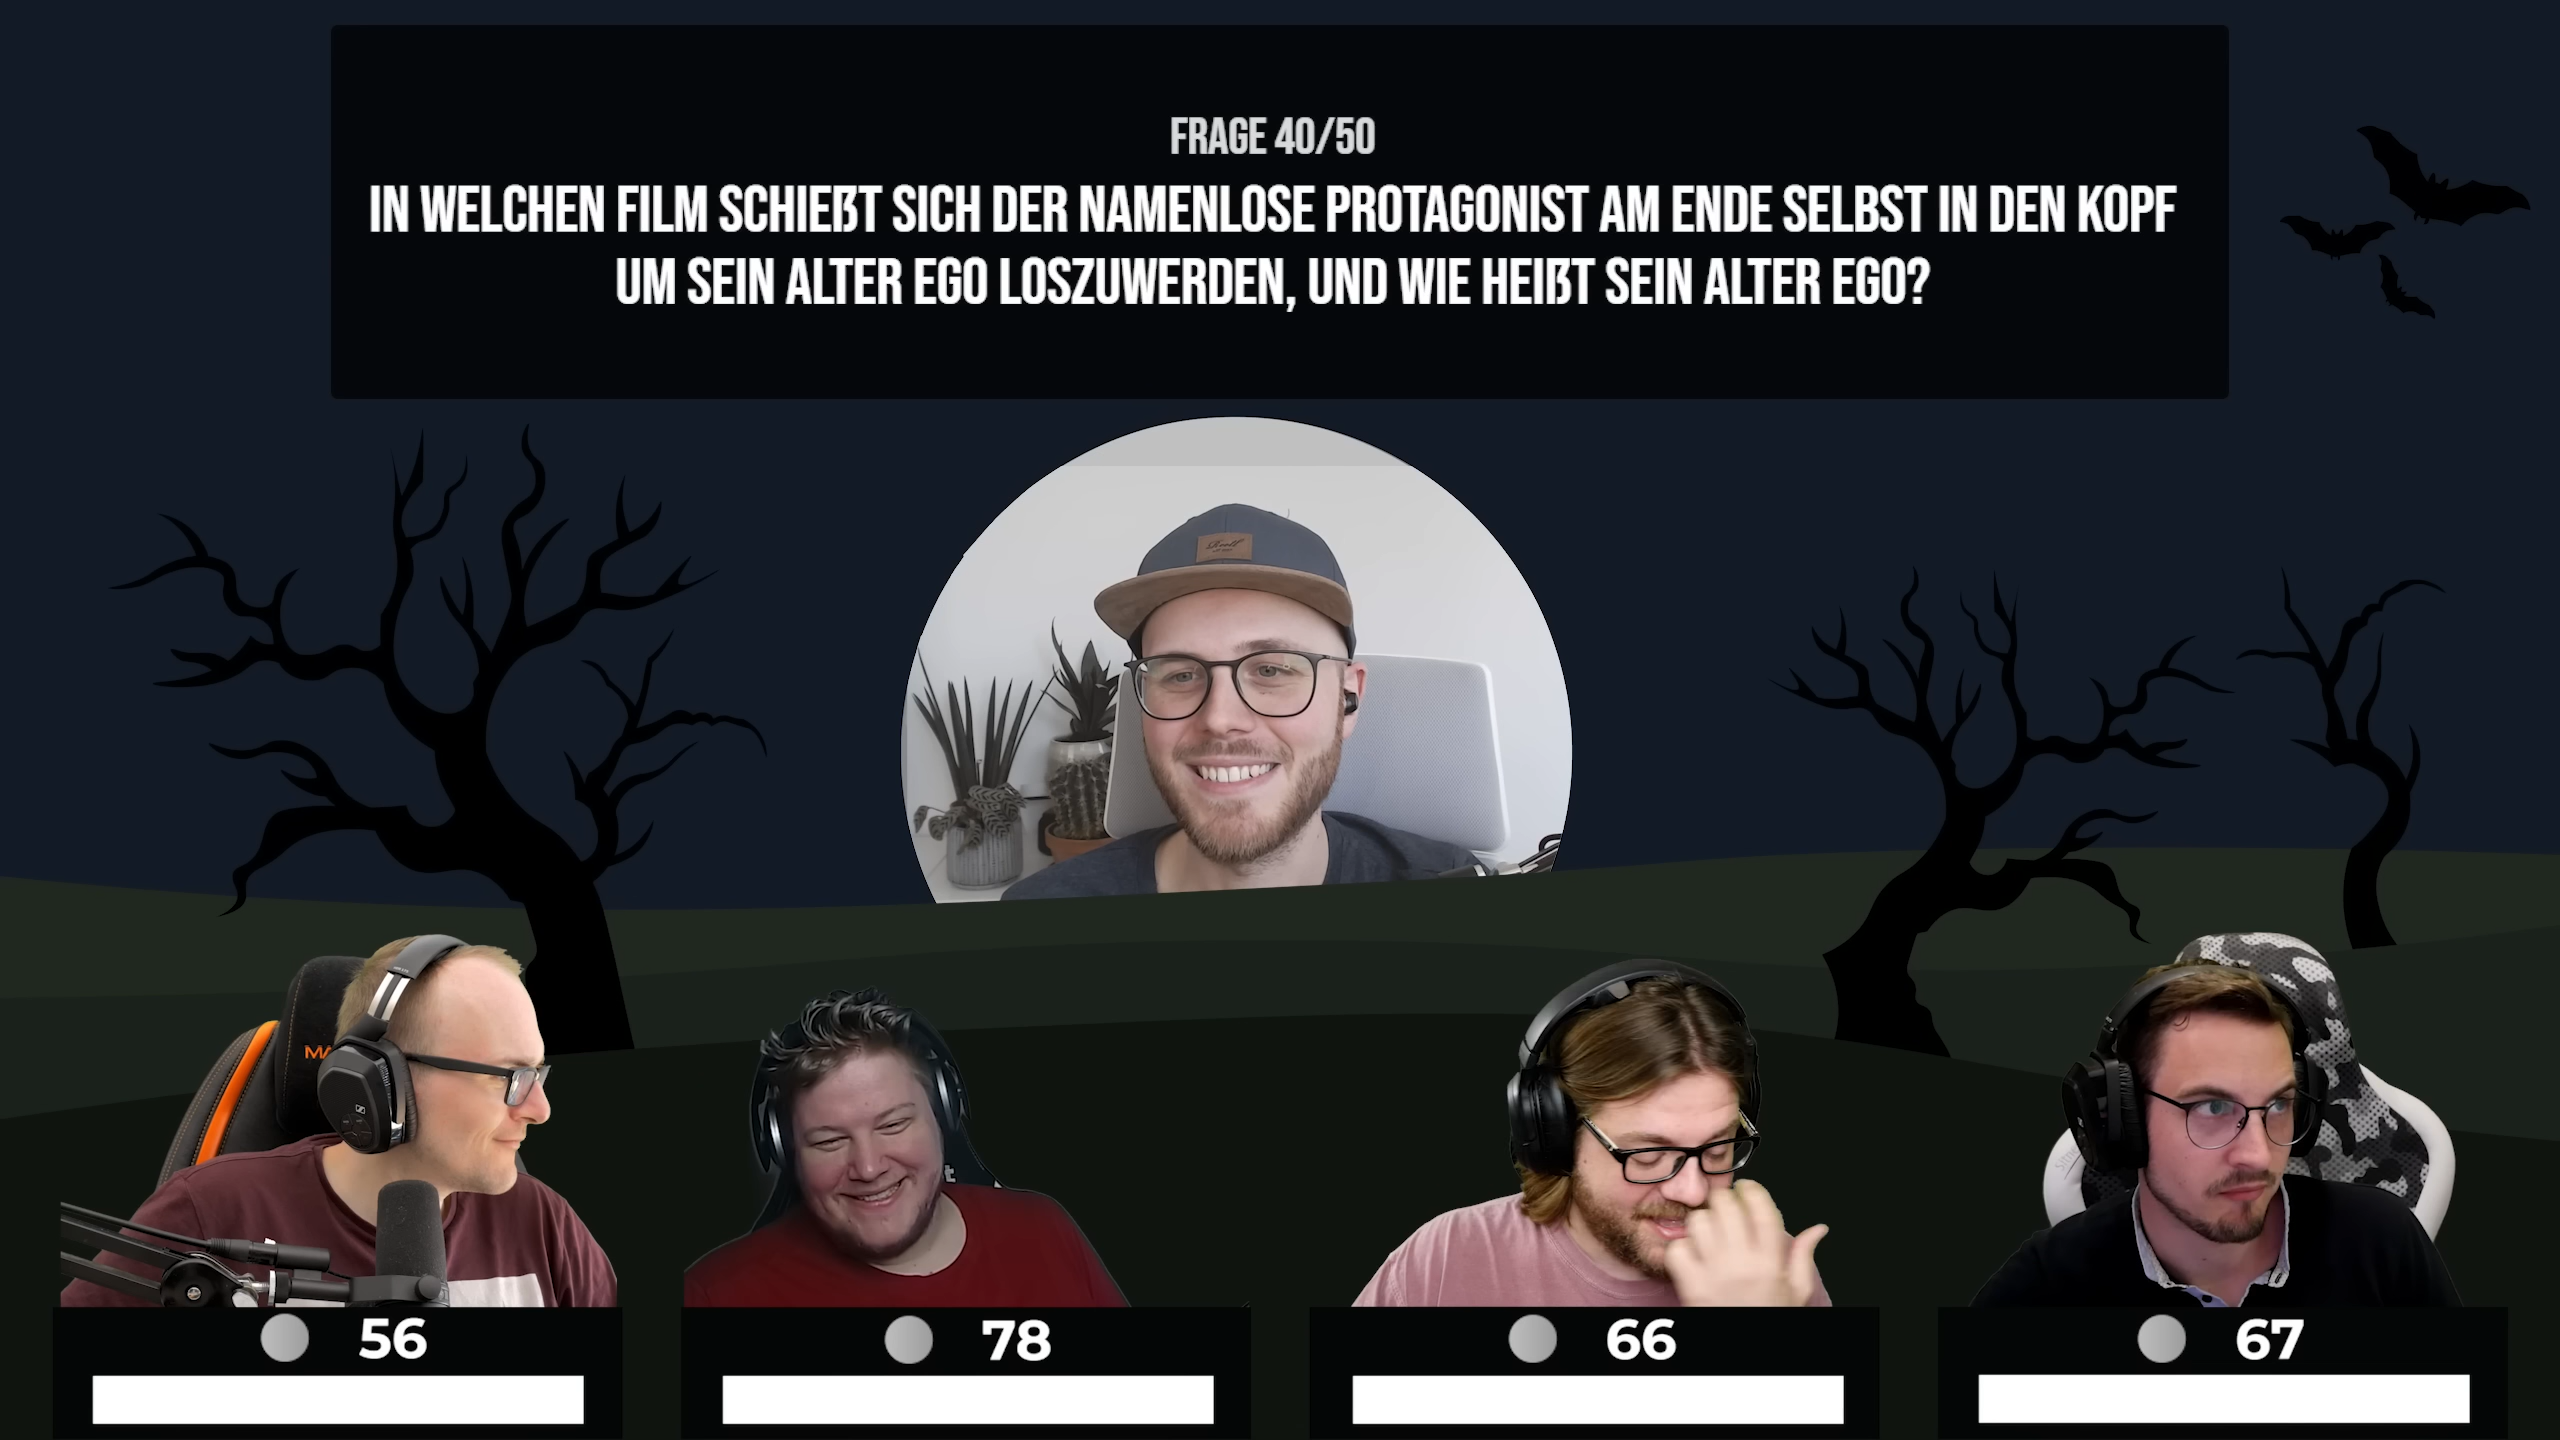 FRAGE 40/50
IN WELCHEN FILM SCHIEßT SICH DER NAMENLOSE PROTAGONIST AM ENDE SELBST IN DEN KOPF
UM SEIN ALTER EGO LOSZUWERDEN, UND WIE HEIßT SEIN ALTER EGO?
MA
56
78
66
67